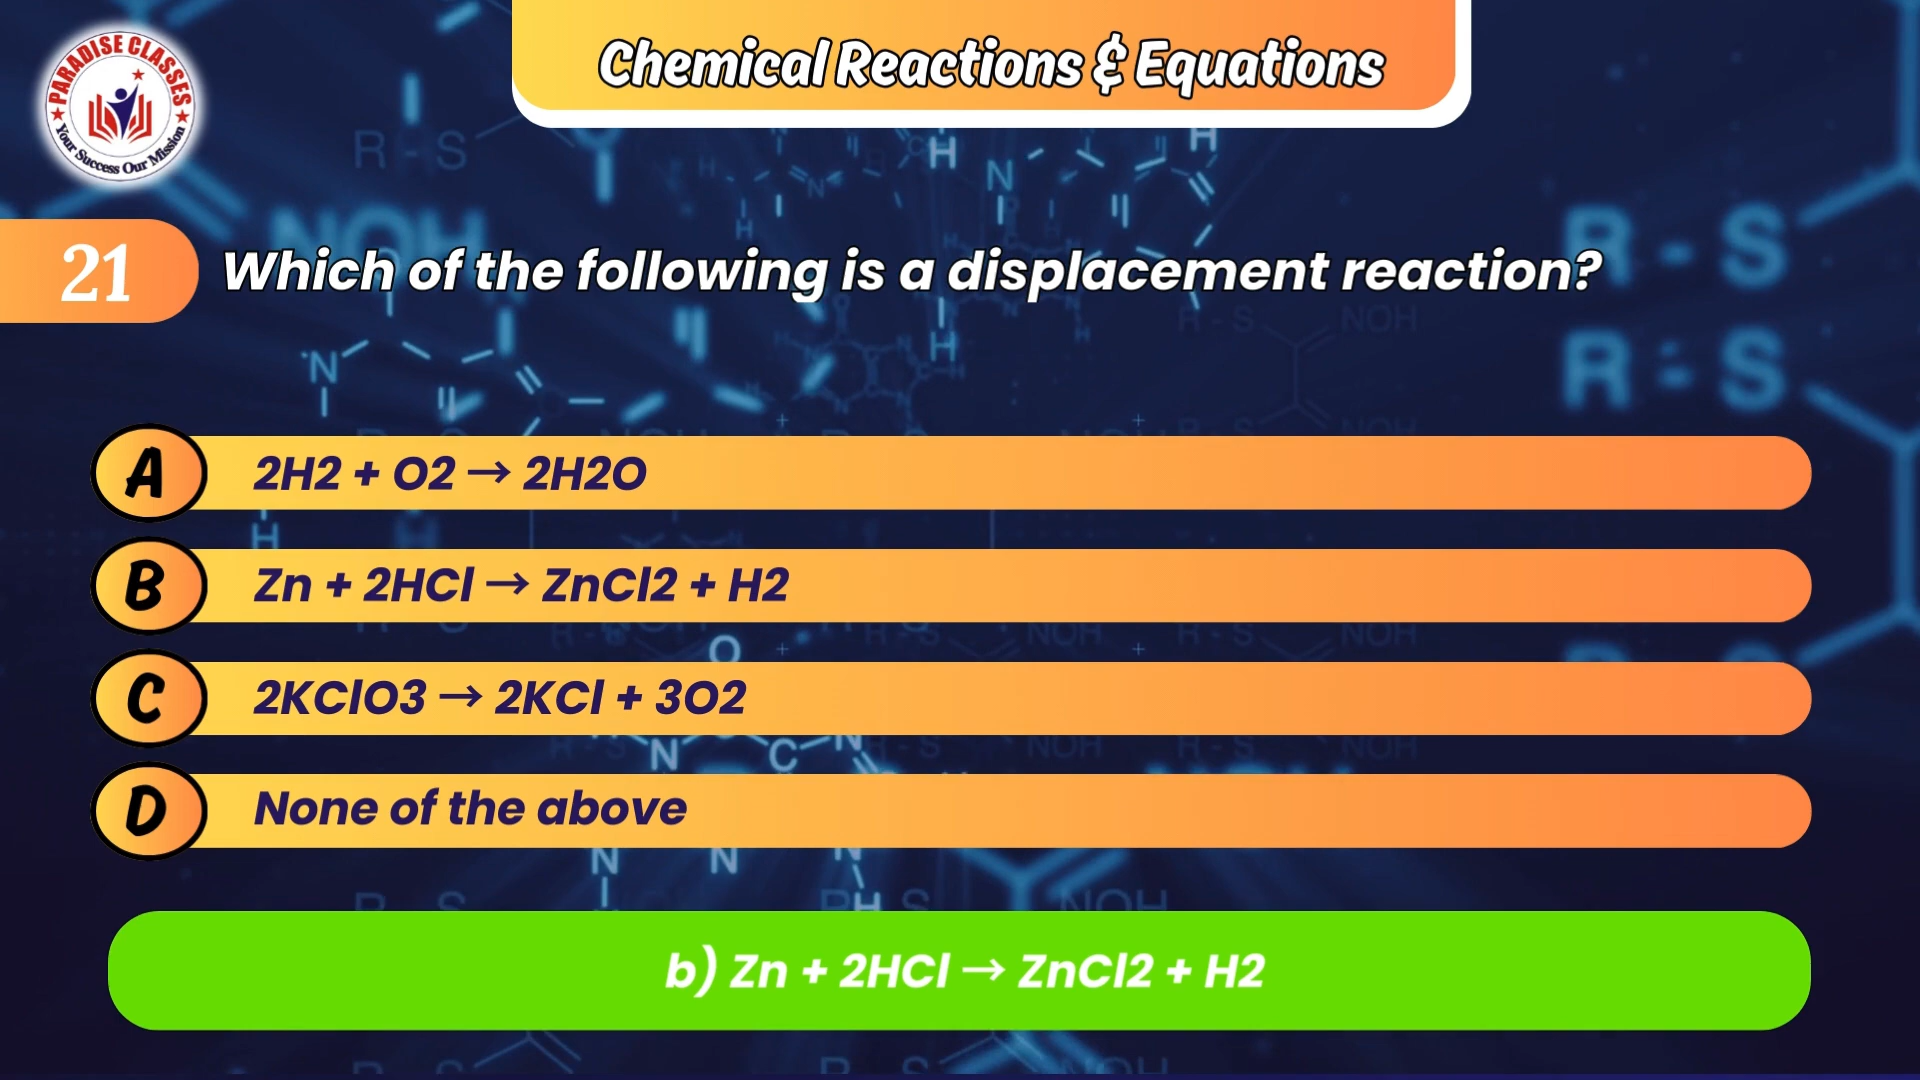 PARADISE CLASSES
Your Success Our Mission
Chemical Reactions & Equations
21
Which of the following is a displacement reaction?
A
2H2 + O2 → 2H2O
B
Zn + 2HCl → ZnCl2 + H2
C
2KClO3 → 2KCl + 3O2
D
None of the above
b) Zn + 2HCl → ZnCl2 + H2